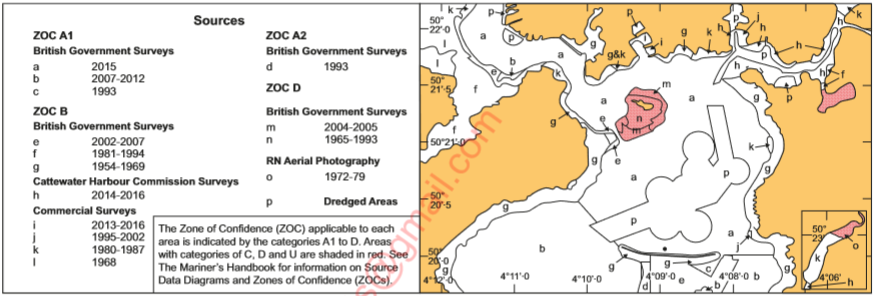 Sources
ZOC A1
British Government Surveys
a 2015
b 2007-2012
c 1993
ZOC B
British Government Surveys
e 2002-2007
f 1981-1994
g 1954-1969
Cattewater Harbour Commission Surveys
h 2014-2016
Commercial Surveys
i 2013-2016
j 1995-2002
k 1980-1987
l 1968
ZOC A2
British Government Surveys
d 1993
ZOC D
British Government Surveys
m 2004-2005
n 1965-1993
RN Aerial Photography
o 1972-79
p Dredged Areas
The Zone of Confidence (ZOC) applicable to each
area is indicated by the categories A1 to D. Areas
with categories of C, D and U are shaded in red. See
The Mariner's Handbook for information on Source
Data Diagrams and Zones of Confidence (ZOCs).
k p p p j h h k
50°
22'·0
a p l i g k h p
l a g g&k i h p h
b e k h f
50°
21'·5
f a m a g p
n
m
g e k
f 50°21'·0
e
g a p g
50°
20'·5
g p
a
b j
50°
20'·0
g g c g
d e b b
4°12'·0 4°11' 4°10'·0 4°09' 4°08'·0
50°
23'
o
k
4°06'
h
@gmail.com